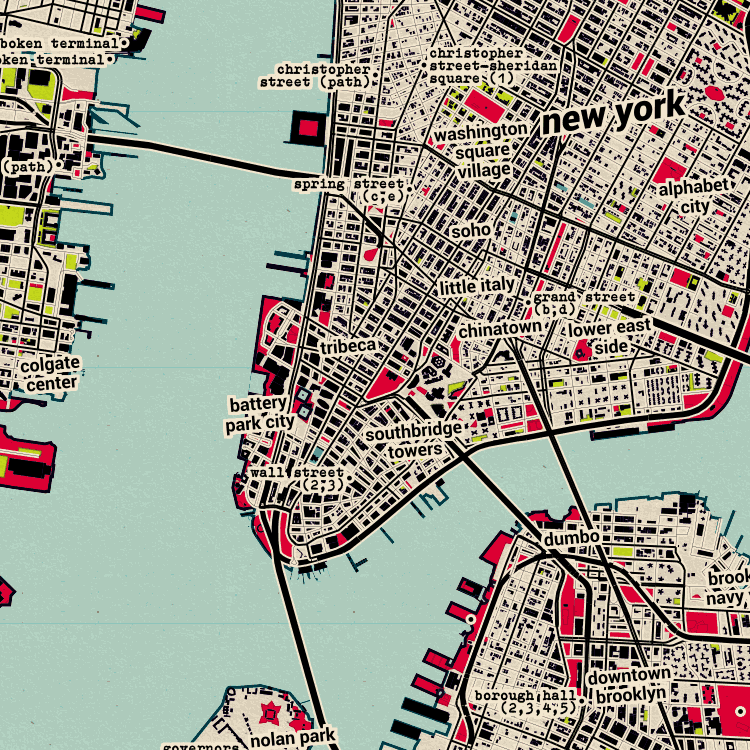 boken terminal
oken terminal
christopher
street (path)
christopher
street-sheridan
square (1)
new york
washington
square
village
(path)
spring street
(c;e)
alphabet
city
soho
little italy
grand street
(b;d)
chinatown
lower east
side
tribeca
colgate
center
battery
park city
southbridge
towers
wall street
(2;3)
dumbo
brook
navy
downtown
brooklyn
borough hall
(2;3;4;5)
nolan park
governors